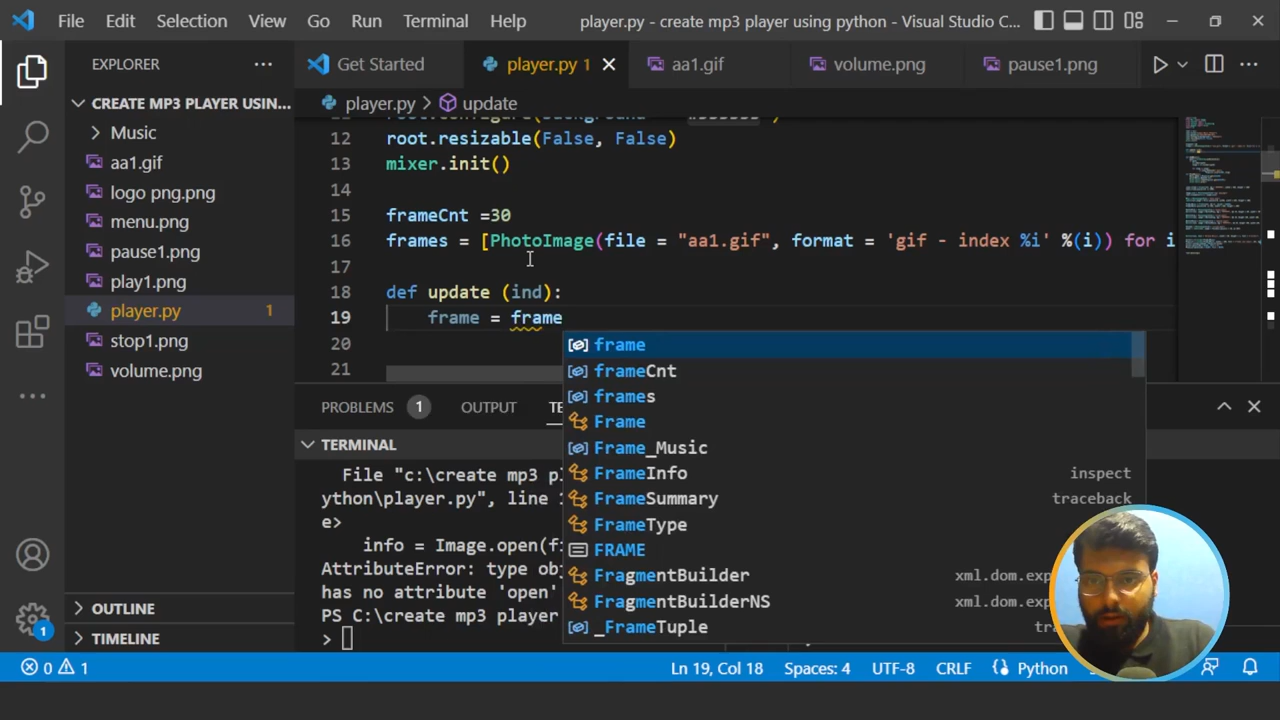 File Edit Selection View Go Run Terminal Help player.py - create mp3 player using python - Visual Studio C...
EXPLORER
Get Started player.py 1 aa1.gif volume.png pause1.png
CREATE MP3 PLAYER USIN...
player.py > update
Music
aa1.gif
logo png.png
menu.png
pause1.png
play1.png
player.py 1
stop1.png
volume.png
12 root.resizable(False, False)
13 mixer.init()
14
15 frameCnt =30
16 frames = [PhotoImage(file = "aa1.gif", format = 'gif - index %i' %(i)) for i
17
18 def update (ind):
19 frame = frame
20
21
frame
frameCnt
frames
Frame
Frame_Music
FrameInfo inspect
FrameSummary traceback
FrameType
FRAME
FragmentBuilder xml.dom.exp
FragmentBuilderNS xml.dom.exp
_FrameTuple
PROBLEMS 1 OUTPUT TE
TERMINAL
File "c:\create mp3 pl
ython\player.py", line 1
e>
info = Image.open(f
AttributeError: type obj
has no attribute 'open'
PS C:\create mp3 player
>
OUTLINE
TIMELINE
1
0 1 Ln 19, Col 18 Spaces: 4 UTF-8 CRLF Python